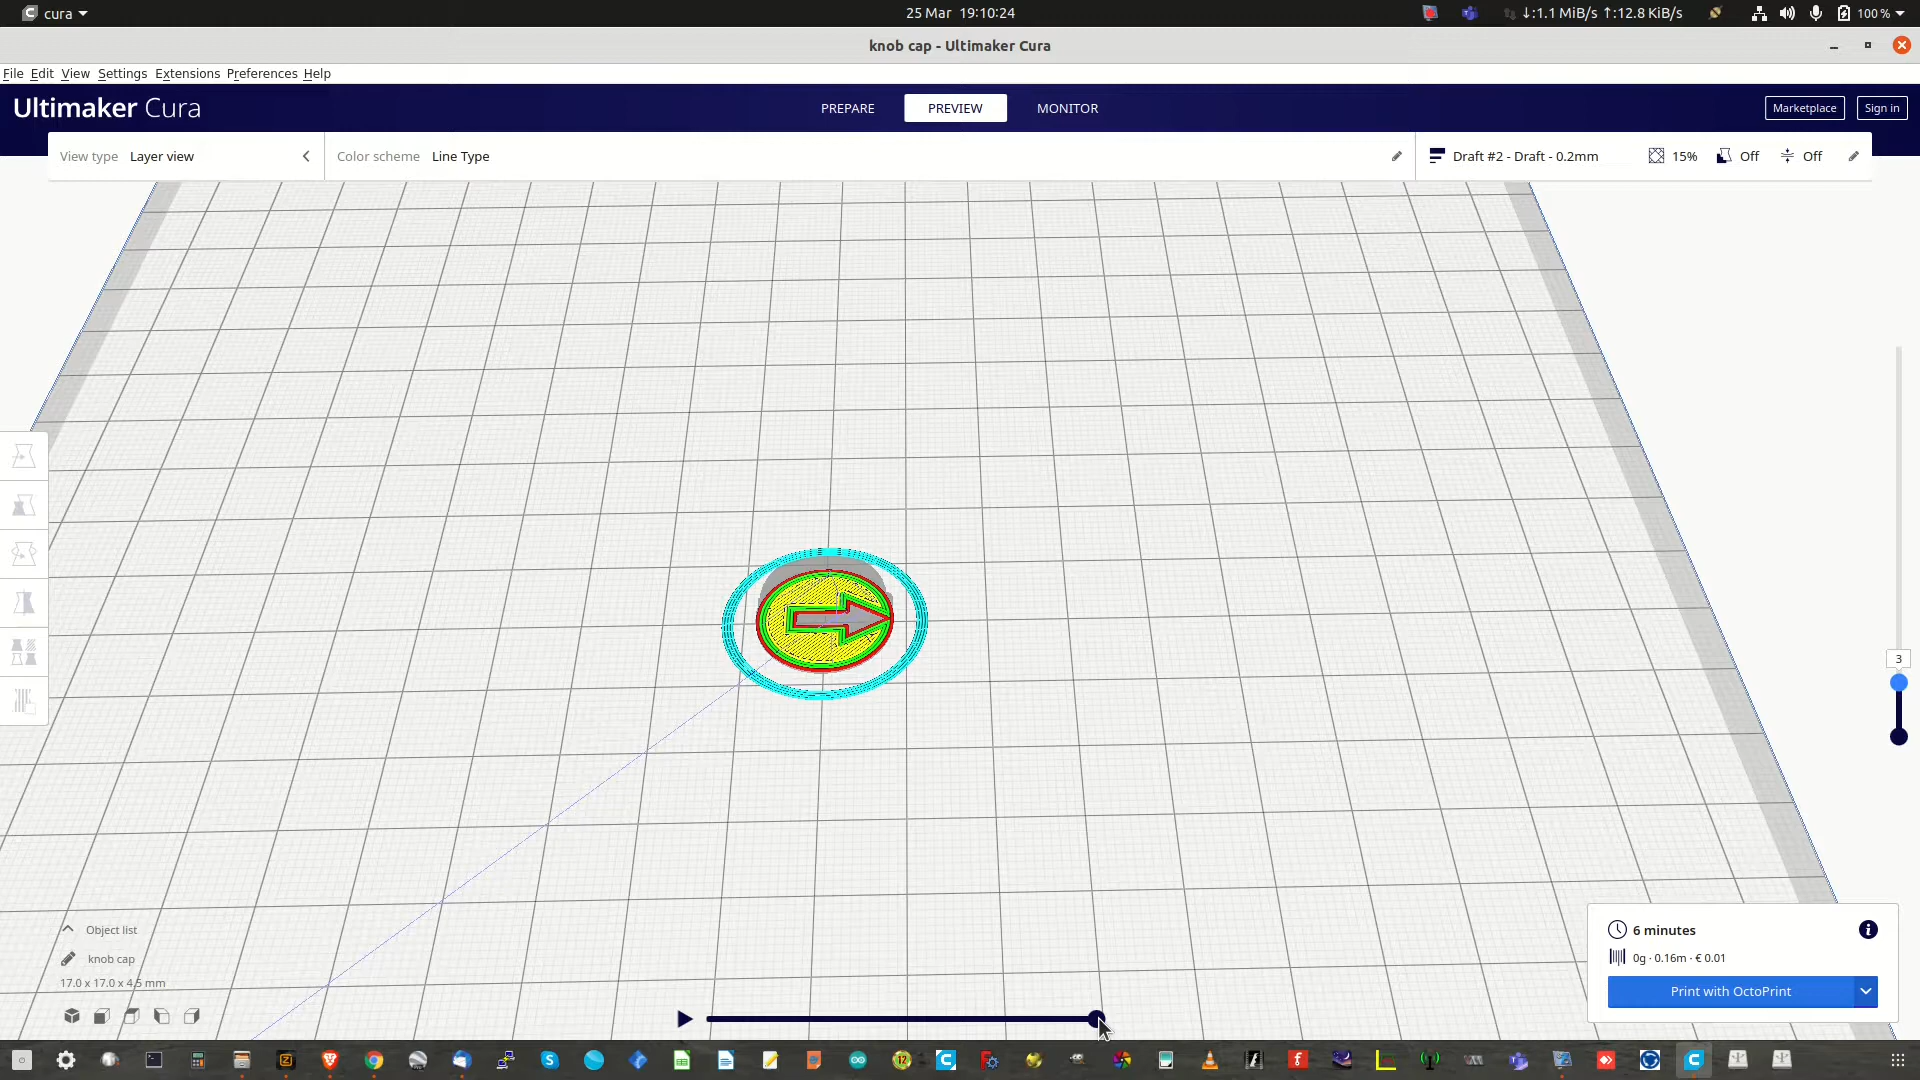 cura
25 Mar 19:10:24
↓:1.1 MiB/s ↑:12.8 KiB/s
100 %
knob cap - Ultimaker Cura
File Edit View Settings Extensions Preferences Help
Ultimaker Cura
PREPARE
PREVIEW
MONITOR
Marketplace
Sign in
View type Layer view
Color scheme Line Type
Draft #2 - Draft - 0.2mm
15%
Off
Off
3
Object list
knob cap
17.0 x 17.0 x 4.5 mm
6 minutes
0g · 0.16m · € 0.01
Print with OctoPrint